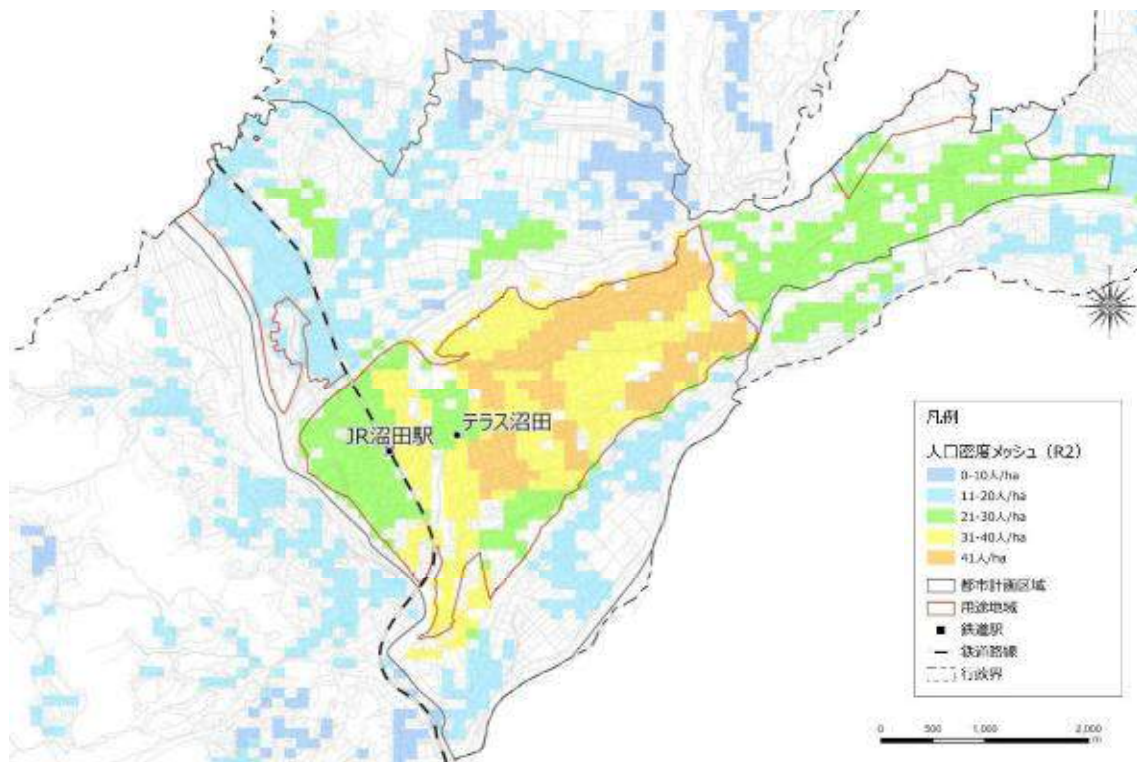 テラス沼田
JR沼田駅
凡例
人口密度メッシュ（R2）
0-10人/ha
11-20人/ha
21-30人/ha
31-40人/ha
41人/ha
都市計画区域
用途地域
鉄道駅
鉄道路線
行政界
0 500 1,000 2,000
m